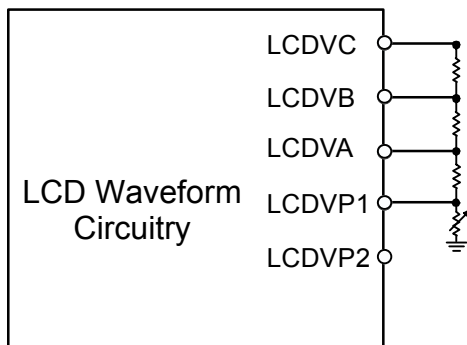 LCDVC
LCDVB
LCDVA
LCD Waveform
Circuitry
LCDVP1
LCDVP2